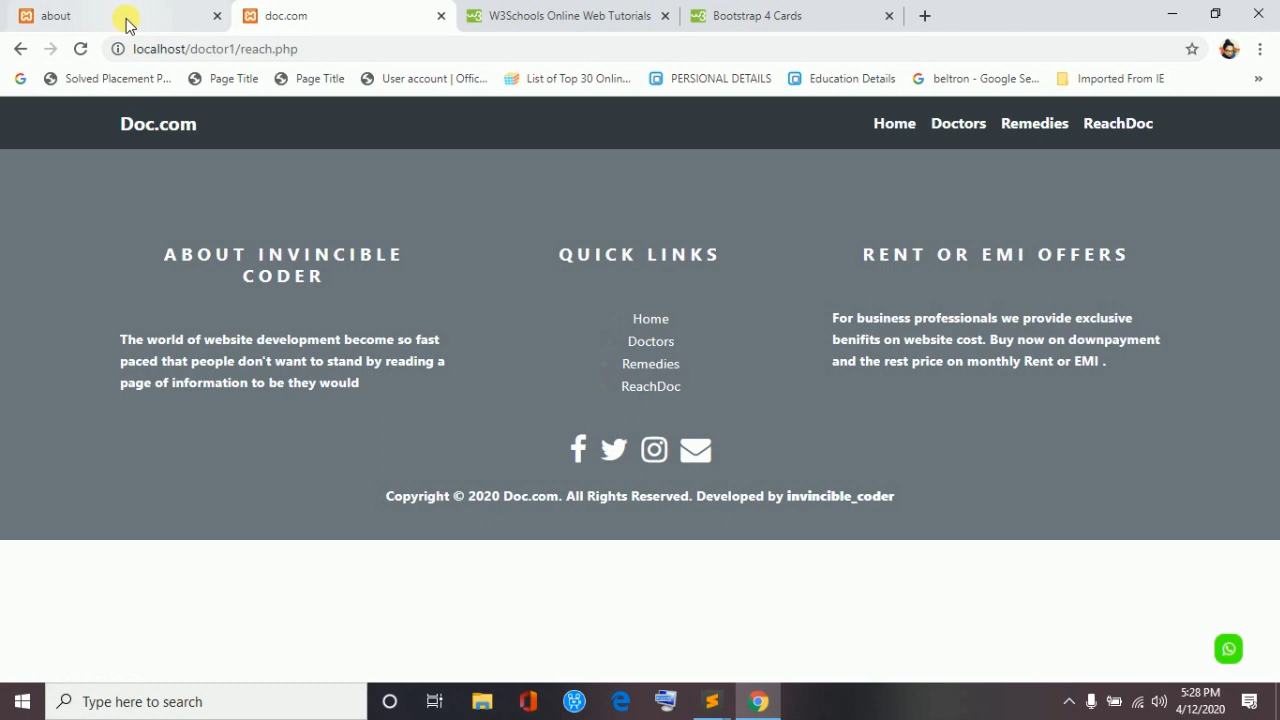 about
doc.com
W3Schools Online Web Tutorials
Bootstrap 4 Cards
localhost/doctor1/reach.php
Solved Placement P...
Page Title
Page Title
User account | Offic...
List of Top 30 Onlin...
PERSIONAL DETAILS
Education Details
beltron - Google Se...
Imported From IE
»
Doc.com
Home
Doctors
Remedies
ReachDoc
ABOUT INVINCIBLE
CODER
The world of website development become so fast
paced that people don't want to stand by reading a
page of information to be they would
QUICK LINKS
Home
Doctors
Remedies
ReachDoc
RENT OR EMI OFFERS
For business professionals we provide exclusive
benifits on website cost. Buy now on downpayment
and the rest price on monthly Rent or EMI .
Copyright © 2020 Doc.com. All Rights Reserved. Developed by invincible_coder
Type here to search
5:28 PM
4/12/2020